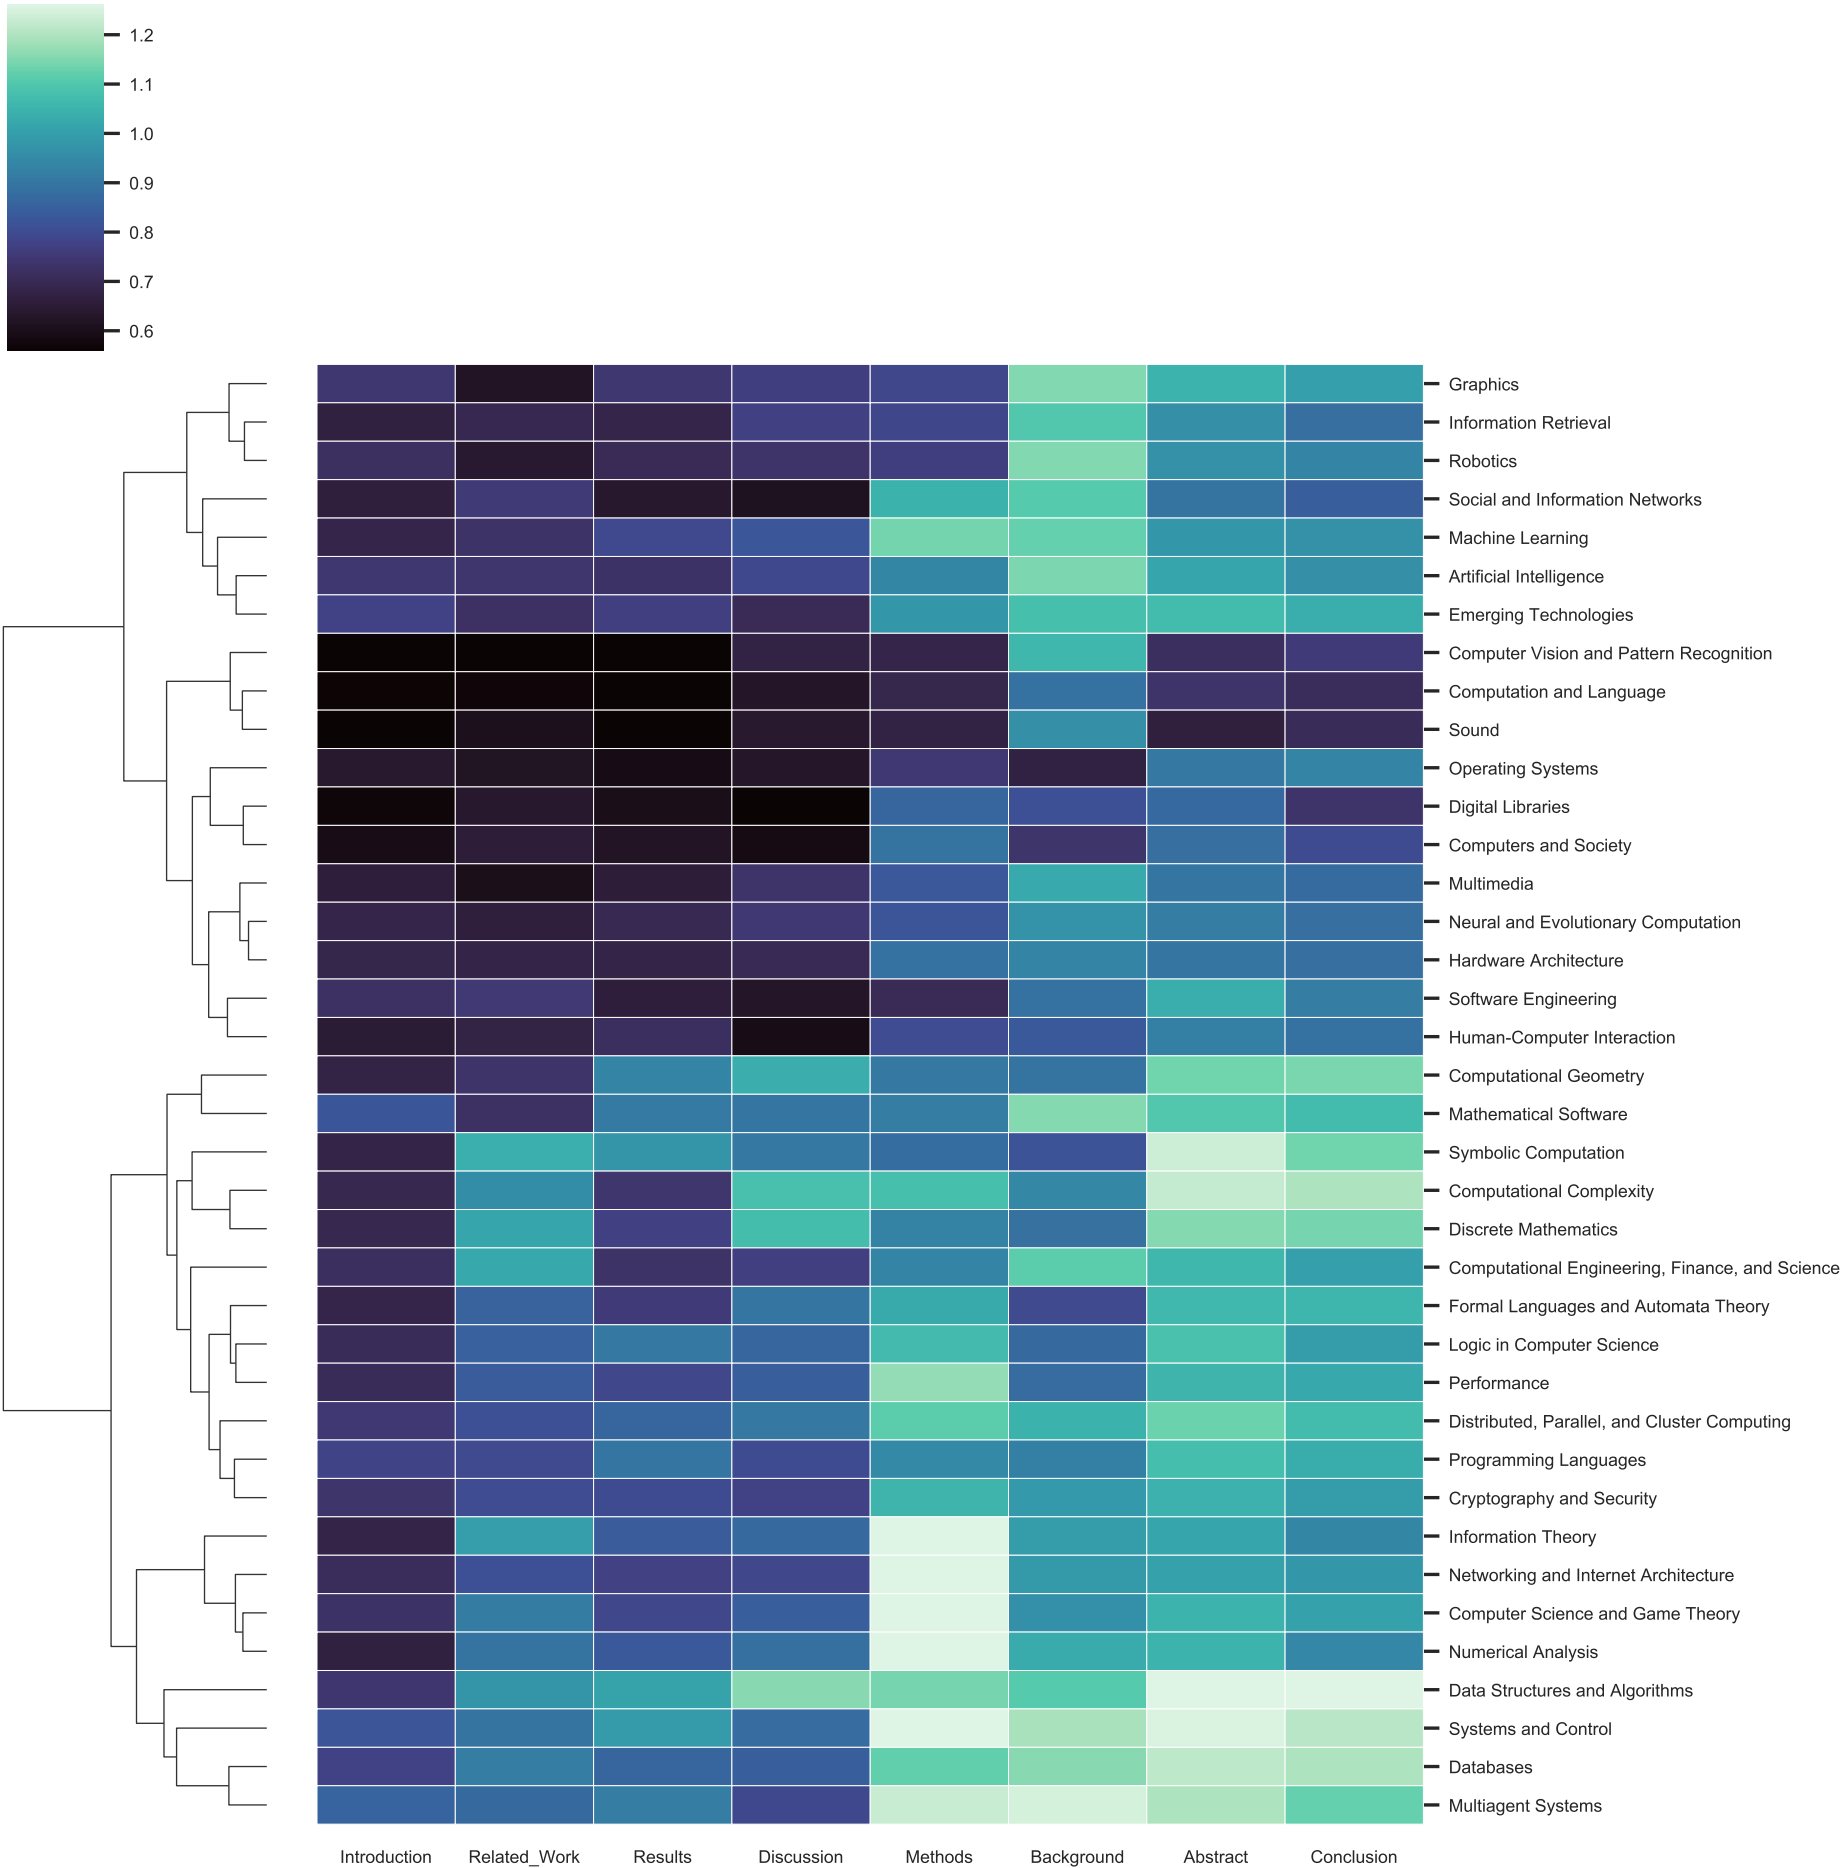 1.2
1.1
1.0
0.9
0.8
0.7
0.6
Graphics
Information Retrieval
Robotics
Social and Information Networks
Machine Learning
Artificial Intelligence
Emerging Technologies
Computer Vision and Pattern Recognition
Computation and Language
Sound
Operating Systems
Digital Libraries
Computers and Society
Multimedia
Neural and Evolutionary Computation
Hardware Architecture
Software Engineering
Human-Computer Interaction
Computational Geometry
Mathematical Software
Symbolic Computation
Computational Complexity
Discrete Mathematics
Computational Engineering, Finance, and Science
Formal Languages and Automata Theory
Logic in Computer Science
Performance
Distributed, Parallel, and Cluster Computing
Programming Languages
Cryptography and Security
Information Theory
Networking and Internet Architecture
Computer Science and Game Theory
Numerical Analysis
Data Structures and Algorithms
Systems and Control
Databases
Multiagent Systems
Introduction Related_Work Results Discussion Methods Background Abstract Conclusion